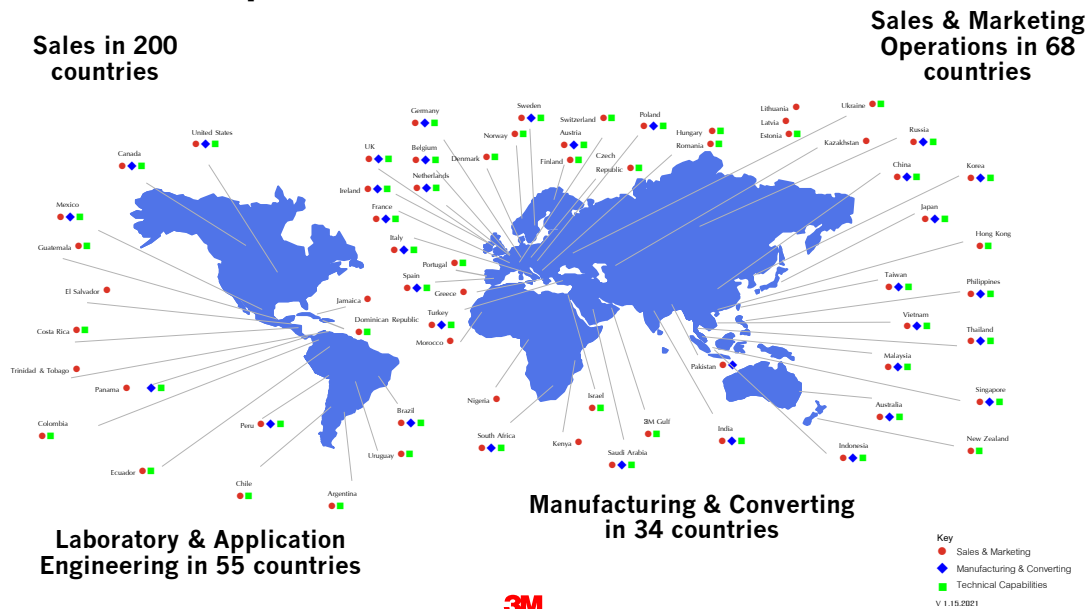 Sales in 200
countries
Sales & Marketing
Operations in 68
countries
United States
Canada
Mexico
Guatemala
El Salvador
Costa Rica
Trinidad & Tobago
Panama
Colombia
Ecuador
Peru
Chile
Argentina
Uruguay
Brazil
Jamaica
Dominican Republic
Germany
UK
Belgium
Netherlands
Ireland
France
Italy
Portugal
Spain
Greece
Turkey
Morocco
Denmark
Norway
Sweden
Switzerland
Austria
Finland
Czech
Republic
Poland
Hungary
Romania
Lithuania
Latvia
Estonia
Ukraine
Kazakhstan
Russia
China
Korea
Japan
Hong Kong
Taiwan
Philippines
Vietnam
Thailand
Malaysia
Singapore
Pakistan
Australia
New Zealand
Indonesia
India
3M Gulf
Saudi Arabia
Israel
Kenya
Nigeria
South Africa
Manufacturing & Converting
in 34 countries
Laboratory & Application
Engineering in 55 countries
Key
Sales & Marketing
Manufacturing & Converting
Technical Capabilities
V 1.15.2021
3M